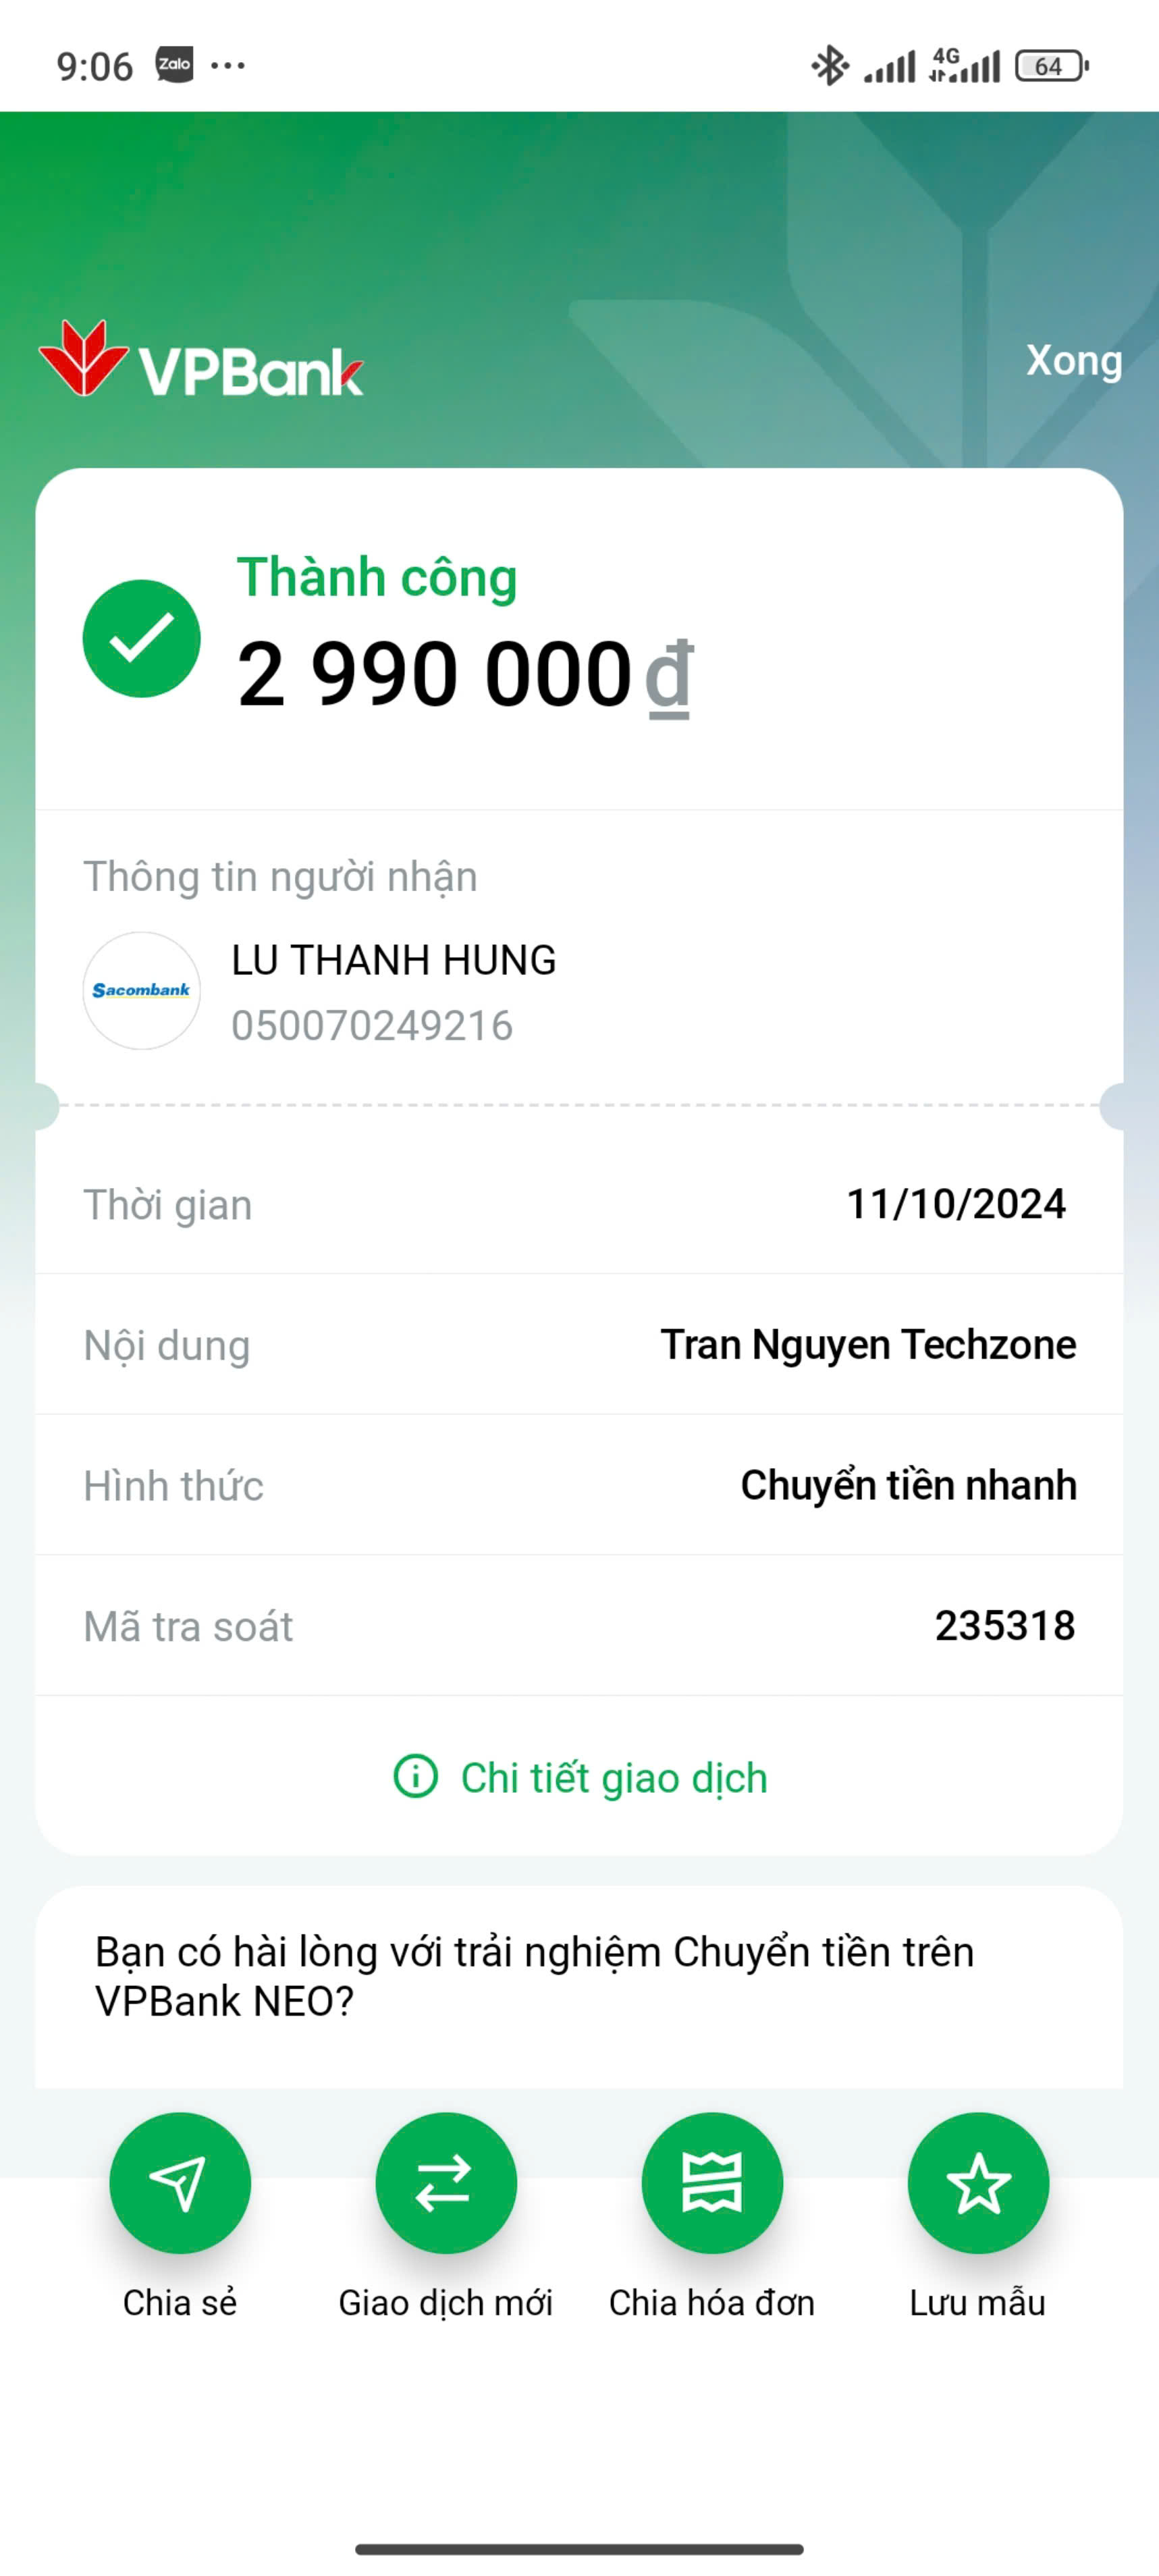 9:06 Zalo ... 4G 64
VPBank
Xong
Thành công
2 990 000 đ
Thông tin người nhận
Sacombank
LU THANH HUNG
050070249216
Thời gian 11/10/2024
Nội dung Tran Nguyen Techzone
Hình thức Chuyển tiền nhanh
Mã tra soát 235318
Chi tiết giao dịch
Bạn có hài lòng với trải nghiệm Chuyển tiền trên
VPBank NEO?
Chia sẻ Giao dịch mới Chia hóa đơn Lưu mẫu